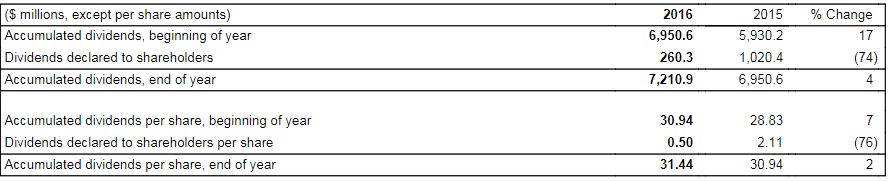 ($ millions, except per share amounts) 2016 2015 % Change
Accumulated dividends, beginning of year 6,950.6 5,930.2 17
Dividends declared to shareholders 260.3 1,020.4 (74)
Accumulated dividends, end of year 7,210.9 6,950.6 4
Accumulated dividends per share, beginning of year 30.94 28.83 7
Dividends declared to shareholders per share 0.50 2.11 (76)
Accumulated dividends per share, end of year 31.44 30.94 2